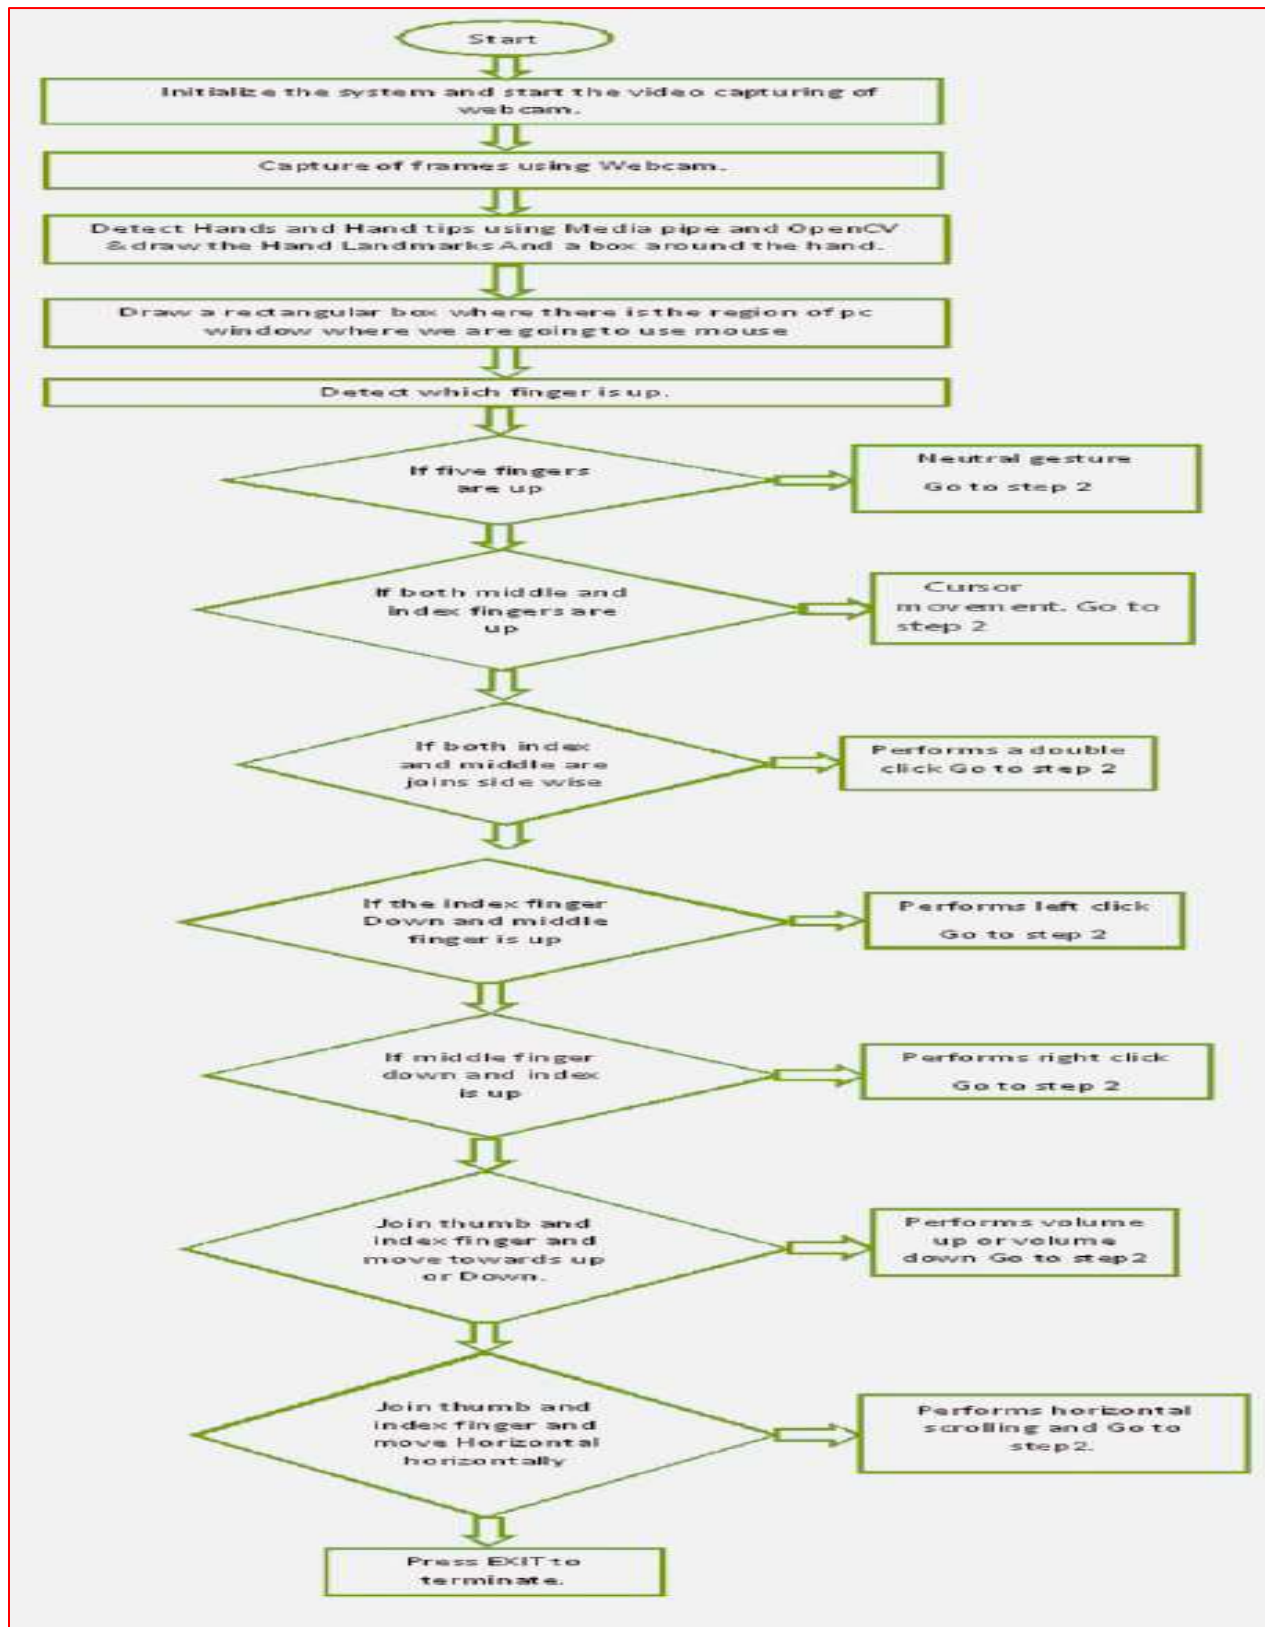 Start
Initialize the system and start the video capturing of
webcam.
Capture of frames using Webcam.
Detect Hands and Hand tips using Media pipe and OpenCV
& draw the Hand Landmarks And a box around the hand.
Draw a rectangular box where there is the region of pc
window where we are going to use mouse
Detect which finger is up.
If five fingers
are up
Neutral gesture
Go to step 2
If both middle and
index fingers are
up
Cursor
movement. Go to
step 2
If both index
and middle are
joins side wise
Performs a double
click Go to step 2
If the index finger
Down and middle
finger is up
Performs left click
Go to step 2
If middle finger
down and index
is up
Performs right click
Go to step 2
Join thumb and
index finger and
move towards up
or Down.
Performs volume
up or volume
down Go to step2
Join thumb and
index finger and
move Horizontal
horizontally
Performs horizontal
scrolling and Go to
step2.
Press EXIT to
terminate.